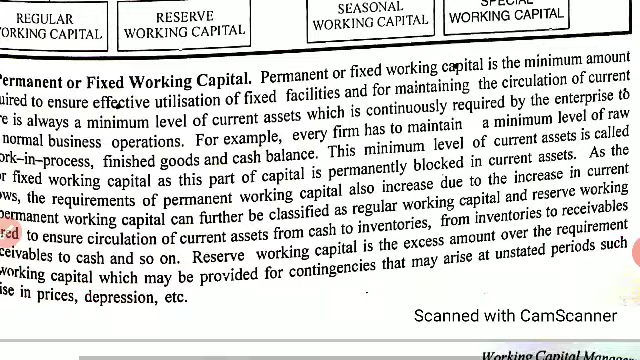 REGULAR
ORKING CAPITAL
RESERVE
WORKING CAPITAL
SEASONAL
WORKING CAPITAL
SPECIAL
WORKING CAPITAL
Permanent or Fixed Working Capital. Permanent or fixed working capital is the minimum amount
uired to ensure effective utilisation of fixed facilities and for maintaining the circulation of current
re is always a minimum level of current assets which is continuously required by the enterprise to
normal business operations. For example, every firm has to maintain a minimum level of raw
ork-in-process, finished goods and cash balance. This minimum level of current assets is called
r fixed working capital as this part of capital is permanently blocked in current assets. As the
ows, the requirements of permanent working capital also increase due to the increase in current
permanent working capital can further be classified as regular working capital and reserve working
red to ensure circulation of current assets from cash to inventories, from inventories to receivables
ceivables to cash and so on. Reserve working capital is the excess amount over the requirement
working capital which may be provided for contingencies that may arise at unstated periods such
ise in prices, depression, etc.
Scanned with CamScanner
Working Capital Manage